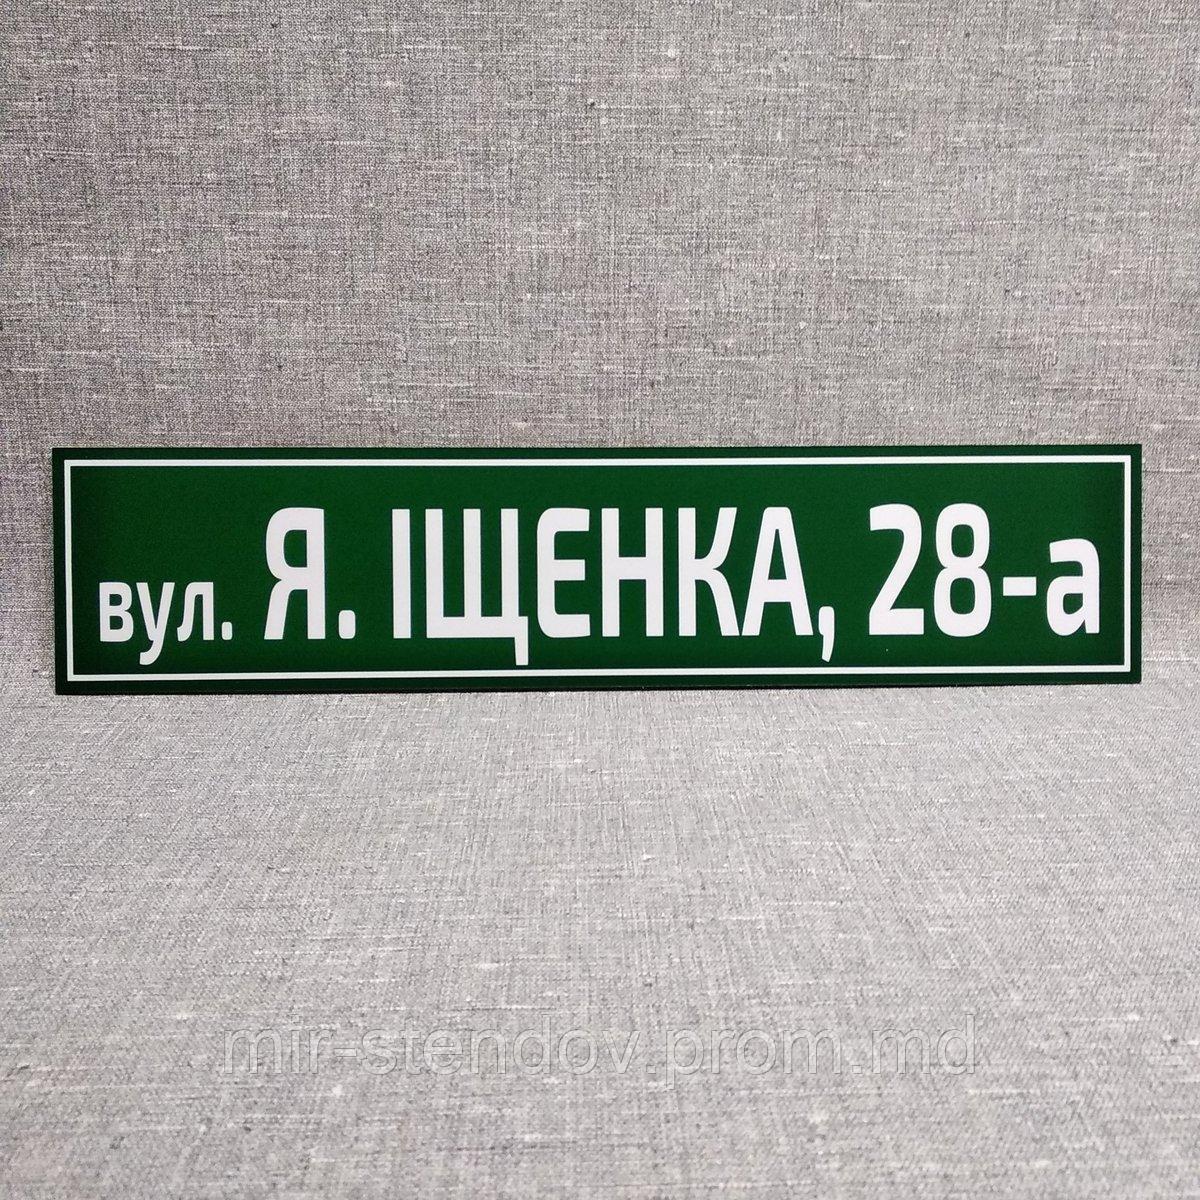 вул. Я. ІЩЕНКА, 28-а
mir-stendov.prom.md